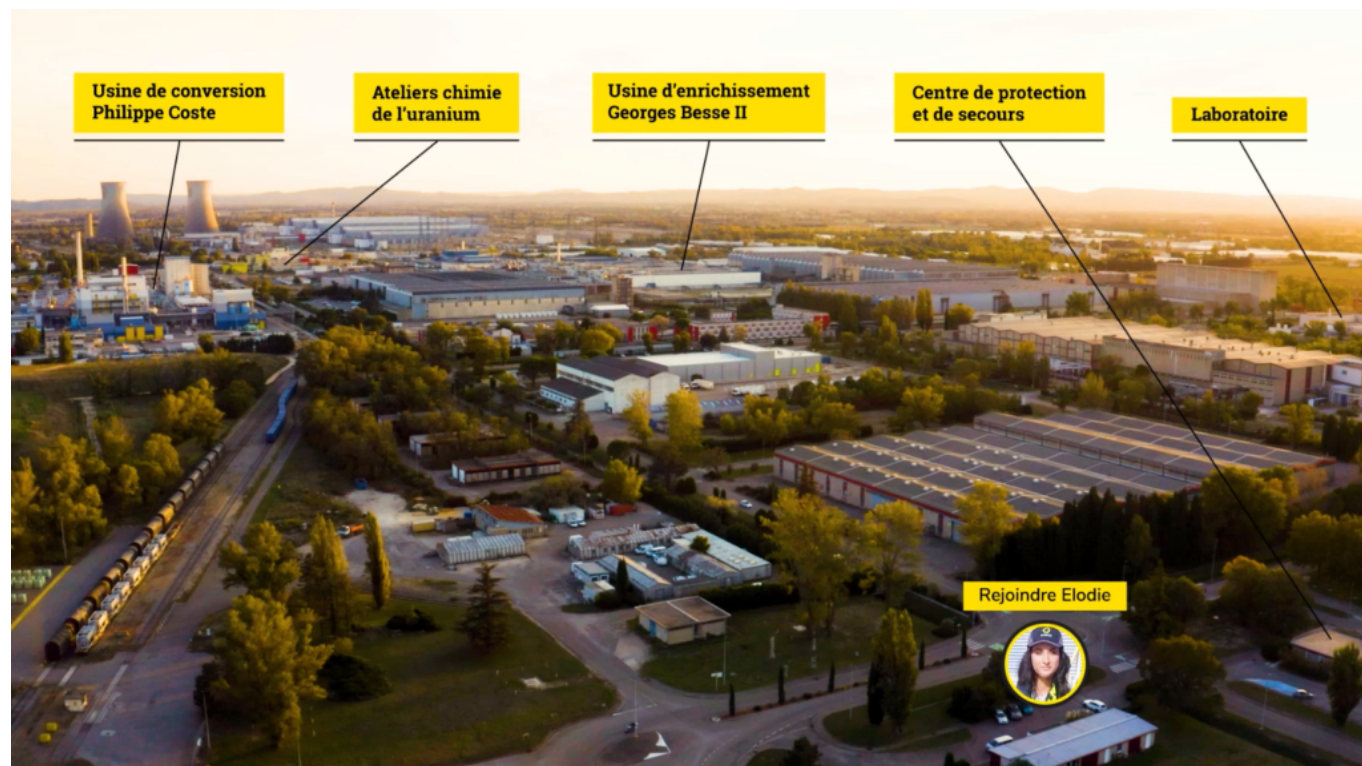 Usine de conversion
Philippe Coste
Ateliers chimie
de l'uranium
Usine d'enrichissement
Georges Besse II
Centre de protection
et de secours
Laboratoire
Rejoindre Elodie